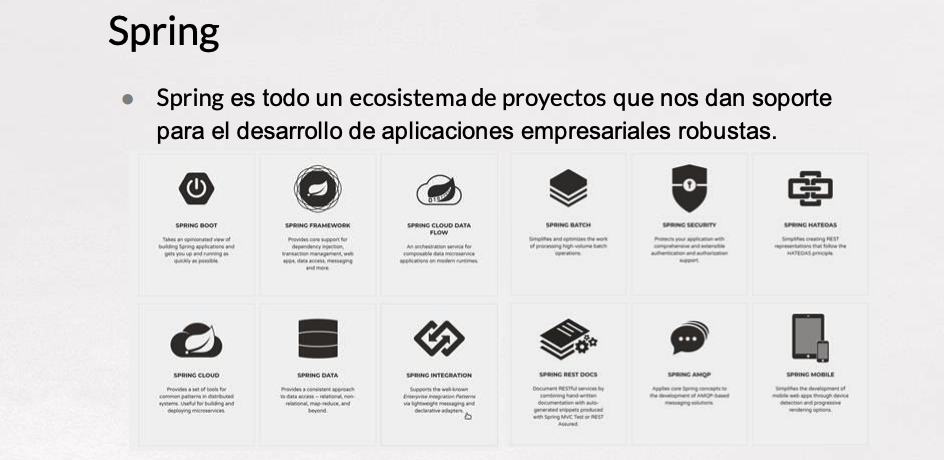 Spring
Spring es todo un ecosistema de proyectos que nos dan soporte
para el desarrollo de aplicaciones empresariales robustas.
SPRING BOOT
Takes an opinionated view of
building Spring applications and
gets you up and running as
quickly as possible.
SPRING FRAMEWORK
Provides core support for
dependency injection,
transaction management, web
apps, data access, messaging
and more.
SPRING CLOUD DATA
FLOW
An orchestration service for
composable data microservice
applications on modern runtimes.
SPRING BATCH
Simplifies and optimizes the work
of processing high-volume batch
operations.
SPRING SECURITY
Protects your application with
comprehensive and extensible
authentication and authorization
support.
SPRING HATEOAS
Simplifies creating REST
representations that follow the
HATEOAS principle.
SPRING CLOUD
Provides a set of tools for
common patterns in distributed
systems. Useful for building and
deploying microservices.
SPRING DATA
Provides a consistent approach
to data access – relational, non-
relational, map-reduce, and
beyond.
SPRING INTEGRATION
Supports the well-known
Enterprise Integration Patterns
via lightweight messaging and
declarative adapters.
SPRING REST DOCS
Document RESTful services by
combining hand-written
documentation with auto-
generated snippets produced
with Spring MVC Test or REST
Assured.
SPRING AMQP
Applies core Spring concepts to
the development of AMQP-based
messaging solutions.
SPRING MOBILE
Simplifies the development of
mobile web apps through device
detection and progressive
rendering options.